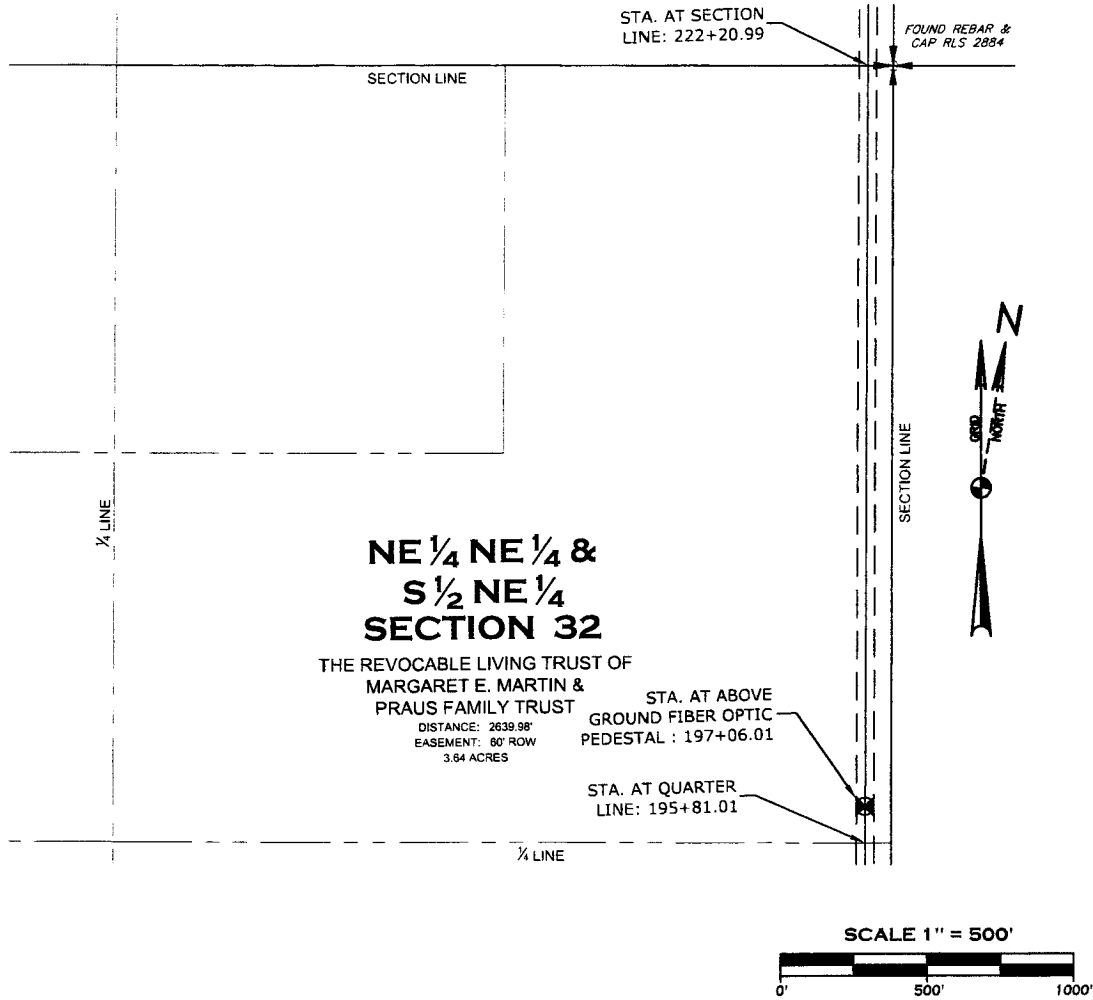 STA. AT SECTION
LINE: 222+20.99
FOUND REBAR &
CAP RLS 2884
SECTION LINE
N
GRID
NORTH
SECTION LINE
¼ LINE
NE ¼ NE ¼ &
S ½ NE ¼
SECTION 32
THE REVOCABLE LIVING TRUST OF
MARGARET E. MARTIN &
PRAUS FAMILY TRUST
DISTANCE: 2639.98'
EASEMENT: 60' ROW
3.64 ACRES
STA. AT ABOVE
GROUND FIBER OPTIC
PEDESTAL : 197+06.01
STA. AT QUARTER
LINE: 195+81.01
¼ LINE
SCALE 1" = 500'
0' 500' 1000'